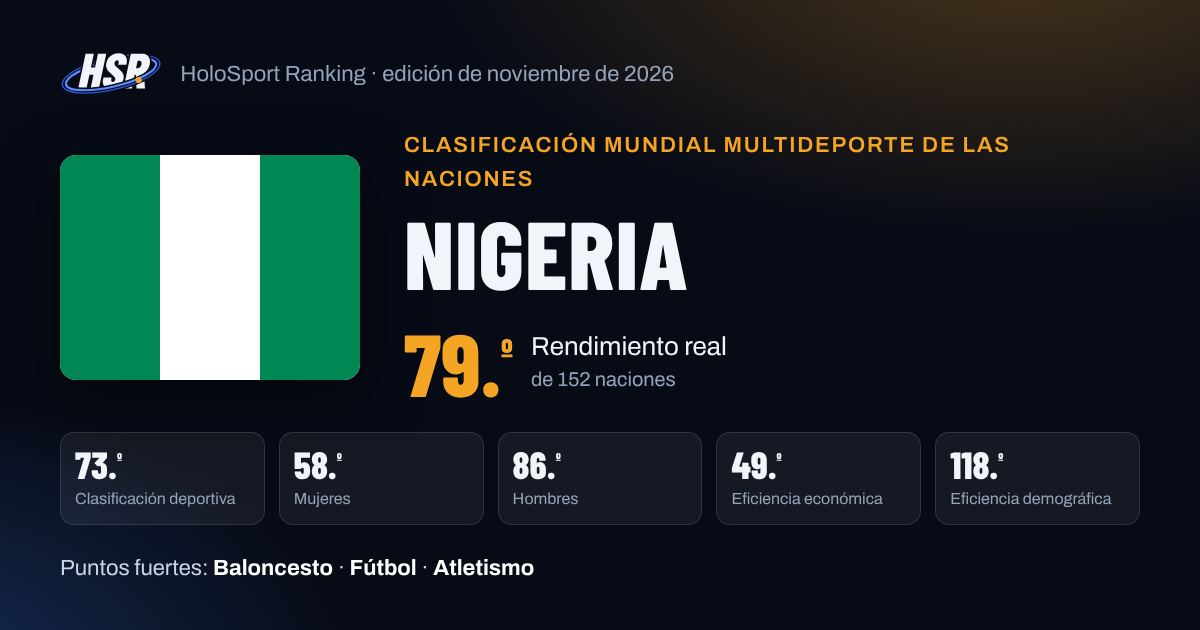 HSR
HoloSport Ranking · edición de noviembre de 2026
CLASIFICACIÓN MUNDIAL MULTIDEPORTE DE LAS
NACIONES
NIGERIA
79.º
Rendimiento real
de 152 naciones
73.º
Clasificación deportiva
58.º
Mujeres
86.º
Hombres
49.º
Eficiencia económica
118.º
Eficiencia demográfica
Puntos fuertes: Baloncesto · Fútbol · Atletismo